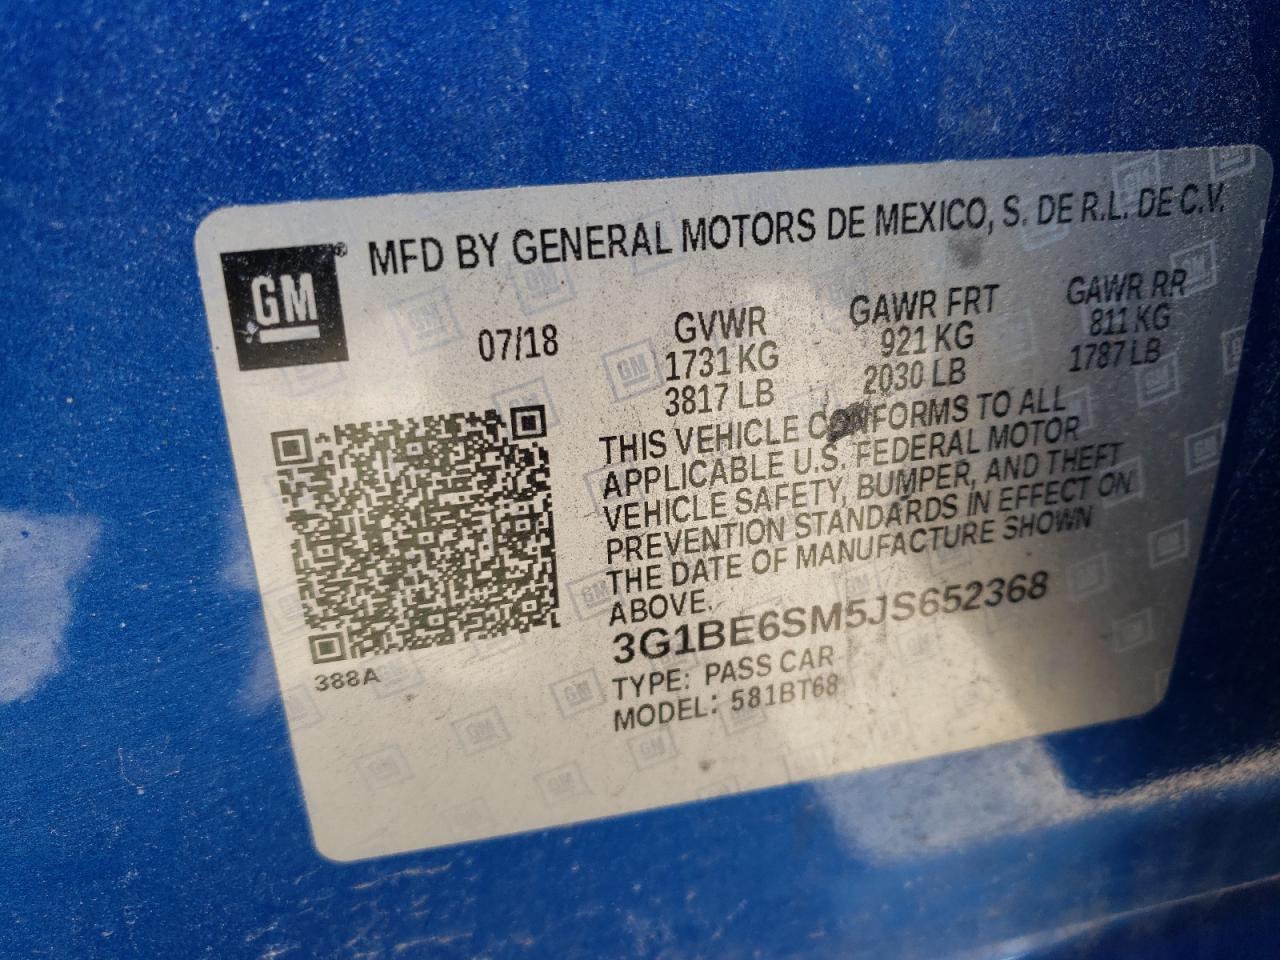 GM
MFD BY GENERAL MOTORS DE MEXICO, S. DE R.L. DE C.V.
07/18
GVWR GAWR FRT GAWR RR
1731 KG 921 KG 811 KG
3817 LB 2030 LB 1787 LB
THIS VEHICLE CONFORMS TO ALL
APPLICABLE U.S. FEDERAL MOTOR
VEHICLE SAFETY, BUMPER, AND THEFT
PREVENTION STANDARDS IN EFFECT ON
THE DATE OF MANUFACTURE SHOWN
ABOVE.
3G1BE6SM5JS652368
TYPE: PASS CAR
MODEL: 581BT68
388A